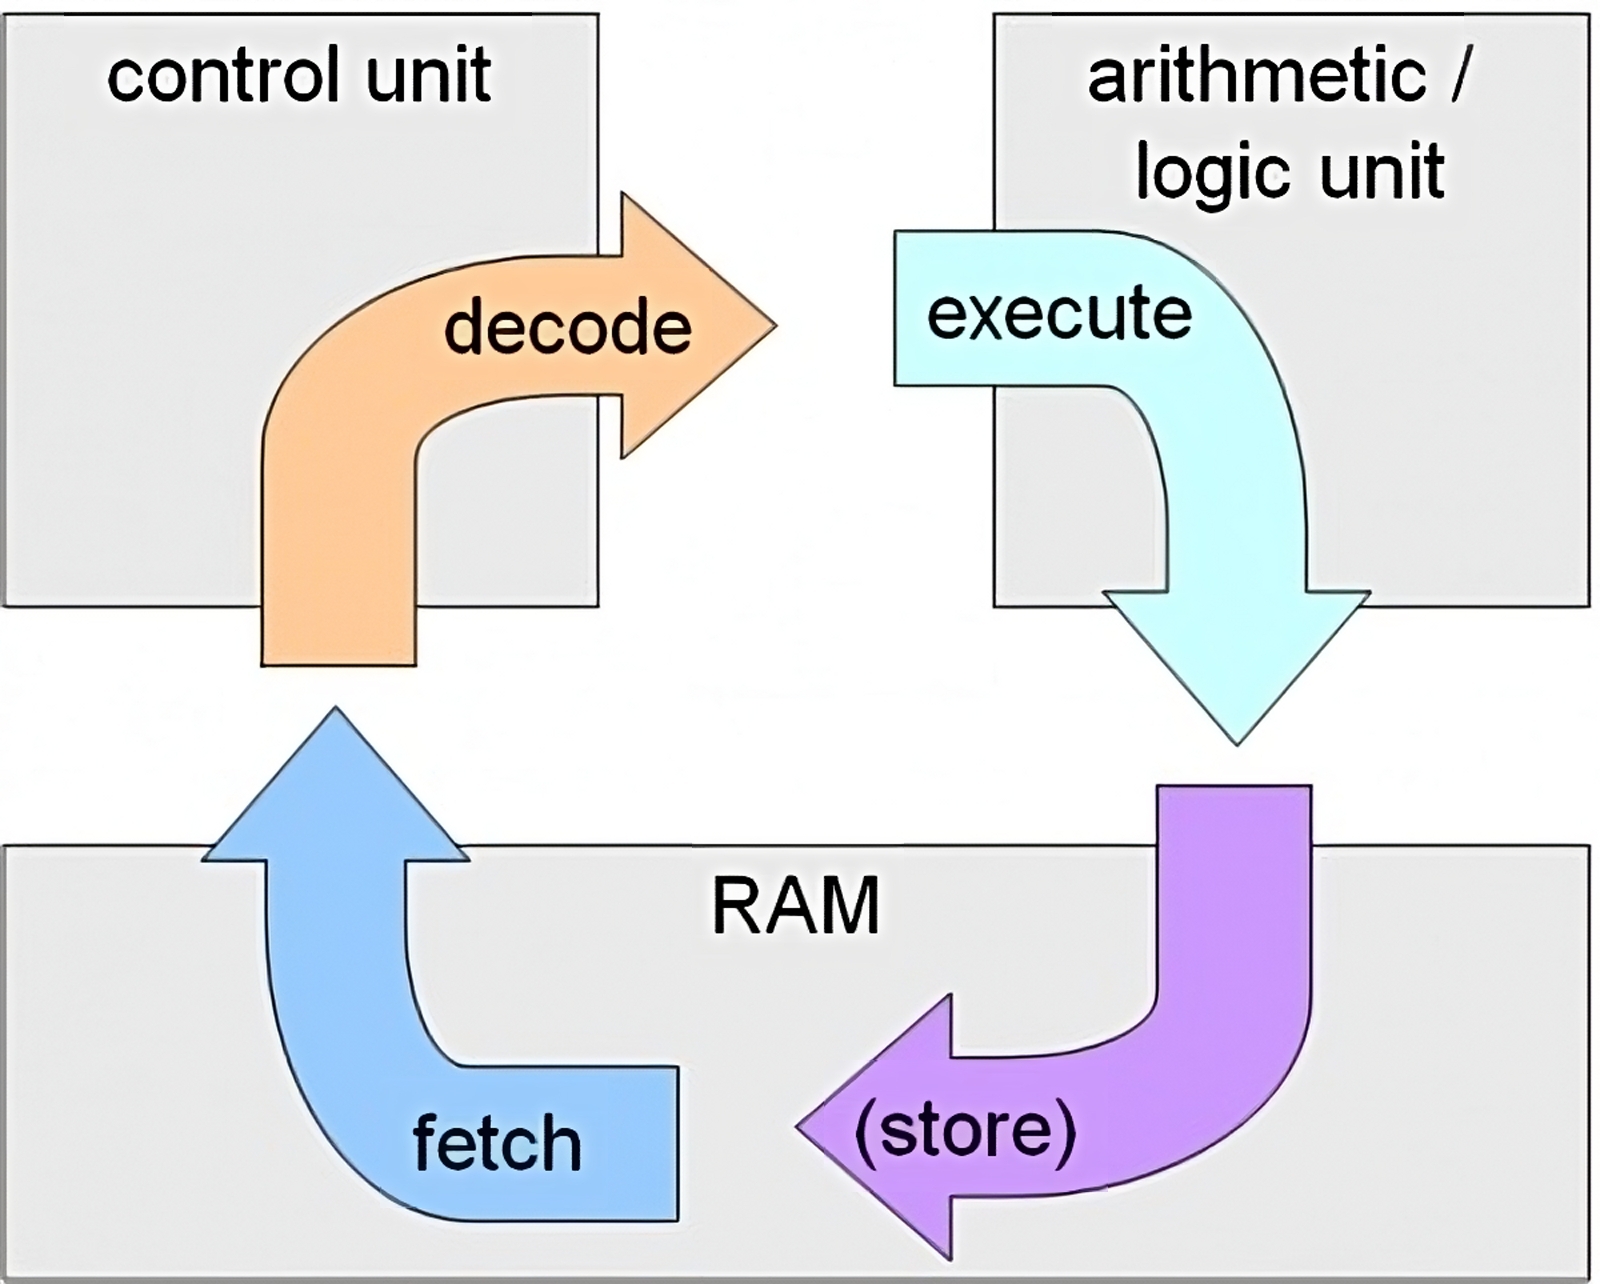 control unit
arithmetic /
logic unit
decode
execute
RAM
fetch
(store)